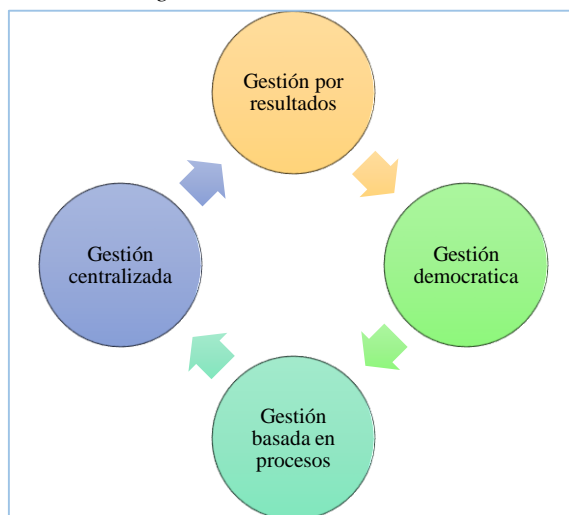 Gestión por
resultados
Gestión
democratica
Gestión
basada en
procesos
Gestión
centralizada